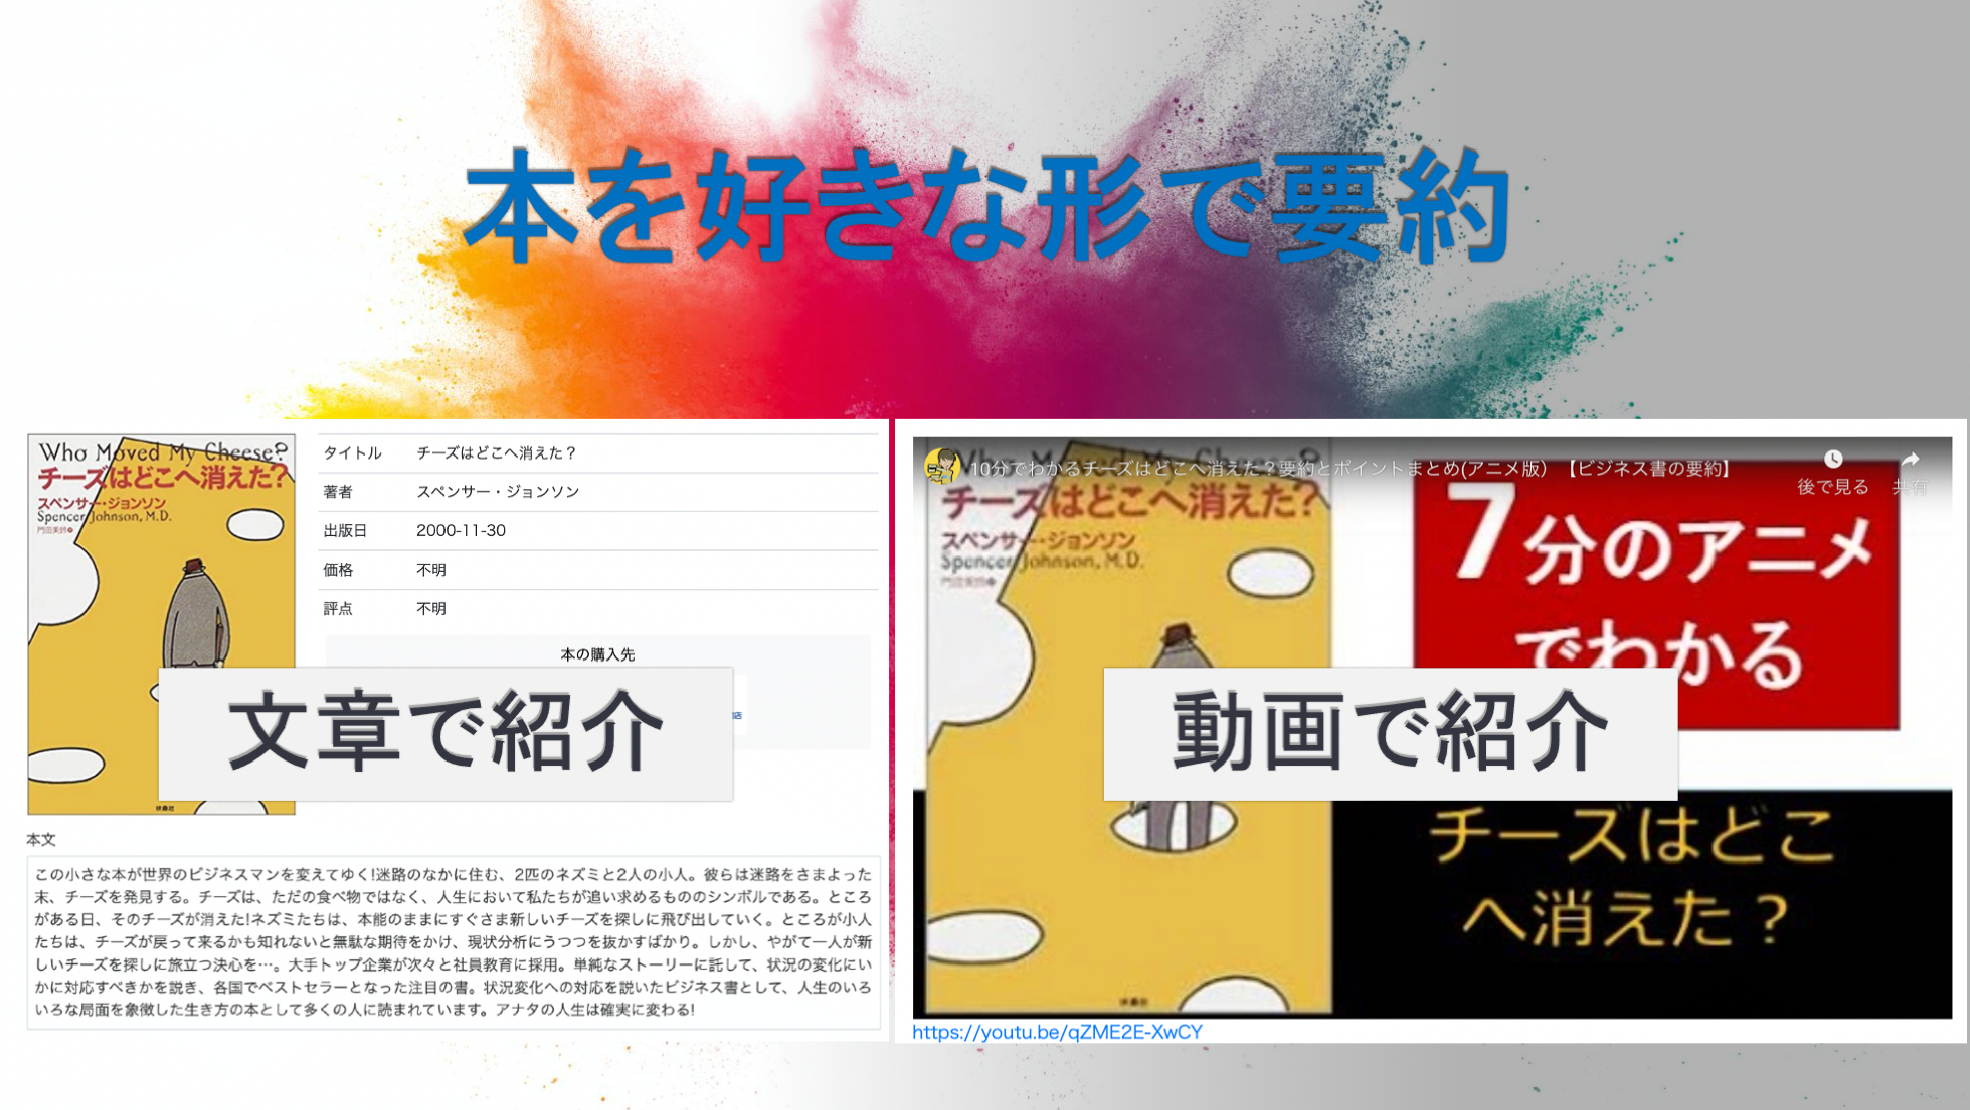 本を好きな形で要約
Who Moved My Cheese?
チーズはどこへ消えた?
スペンサー・ジョンソン
Spencer Johnson, M.D.
扶桑社
タイトル チーズはどこへ消えた？
著者 スペンサー・ジョンソン
出版日 2000-11-30
価格 不明
評点 不明
本の購入先
文章で紹介
本文
この小さな本が世界のビジネスマンを変えてゆく!迷路のなかに住む、2匹のネズミと2人の小人。彼らは迷路をさまよった
末、チーズを発見する。チーズは、ただの食べ物ではなく、人生において私たちが追い求めるもののシンボルである。ところ
がある日、そのチーズが消えた!ネズミたちは、本能のままにすぐさま新しいチーズを探しに飛び出していく。ところが小人
たちは、チーズが戻って来るかも知れないと無駄な期待をかけ、現状分析にうつつを抜かすばかり。しかし、やがて一人が新
しいチーズを探しに旅立つ決心を…。大手トップ企業が次々と社員教育に採用。単純なストーリーに託して、状況の変化にい
かに対応すべきかを説き、各国でベストセラーとなった注目の書。状況変化への対応を説いたビジネス書として、人生のいろ
いろな局面を象徴した生き方の本として多くの人に読まれています。アナタの人生は確実に変わる!
10分でわかるチーズはどこへ消えた？要約とポイントまとめ(アニメ版）【ビジネス書の要約】
後で見る 共有
チーズはどこへ消えた?
スペンサー・ジョンソン
Spencer Johnson, M.D.
扶桑社
7分のアニメ
でわかる
動画で紹介
チーズはどこ
へ消えた？
https://youtu.be/qZME2E-XwCY